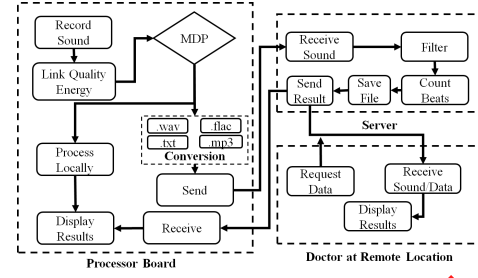 Record
Sound
Link Quality
Energy
MDP
.wav
.flac
.txt
.mp3
Conversion
Process
Locally
Send
Display
Results
Receive
Processor Board
Receive
Sound
Filter
Send
Result
Save
File
Count
Beats
Server
Request
Data
Receive
Sound/Data
Display
Results
Doctor at Remote Location